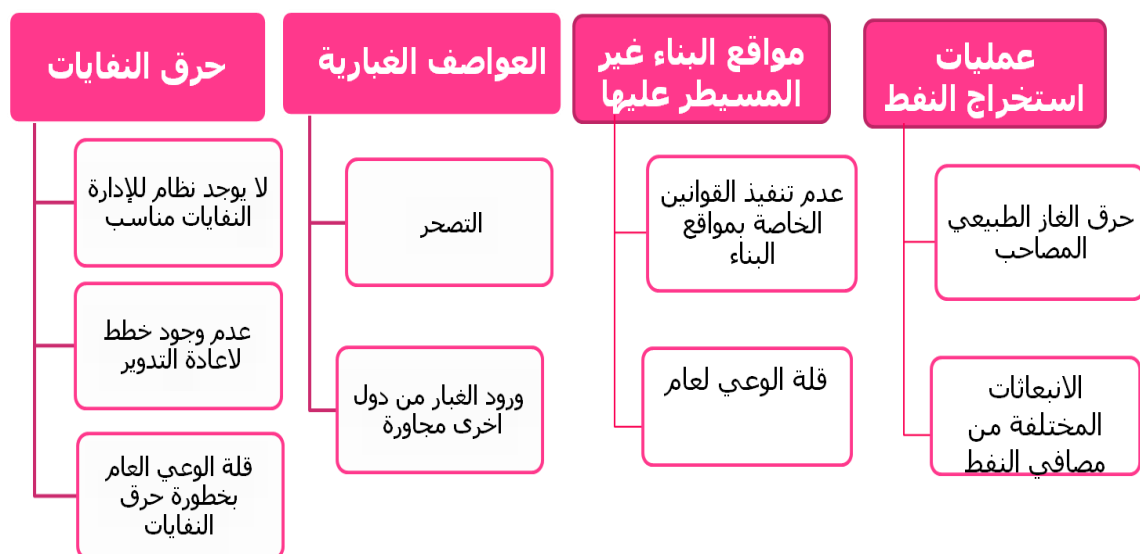 عمليات
استخراج النفط
حرق الغاز الطبيعي
المصاحب
الانبعاثات
المختلفة من
مصافي النفط
مواقع البناء غير
المسيطر عليها
عدم تنفيذ القوانين
الخاصة بمواقع
البناء
قلة الوعي لعام
العواصف الغبارية
التصحر
ورود الغبار من دول
اخرى مجاورة
حرق النفايات
لا يوجد نظام للإدارة
النفايات مناسب
عدم وجود خطط
لاعادة التدوير
قلة الوعي العام
بخطورة حرق
النفايات